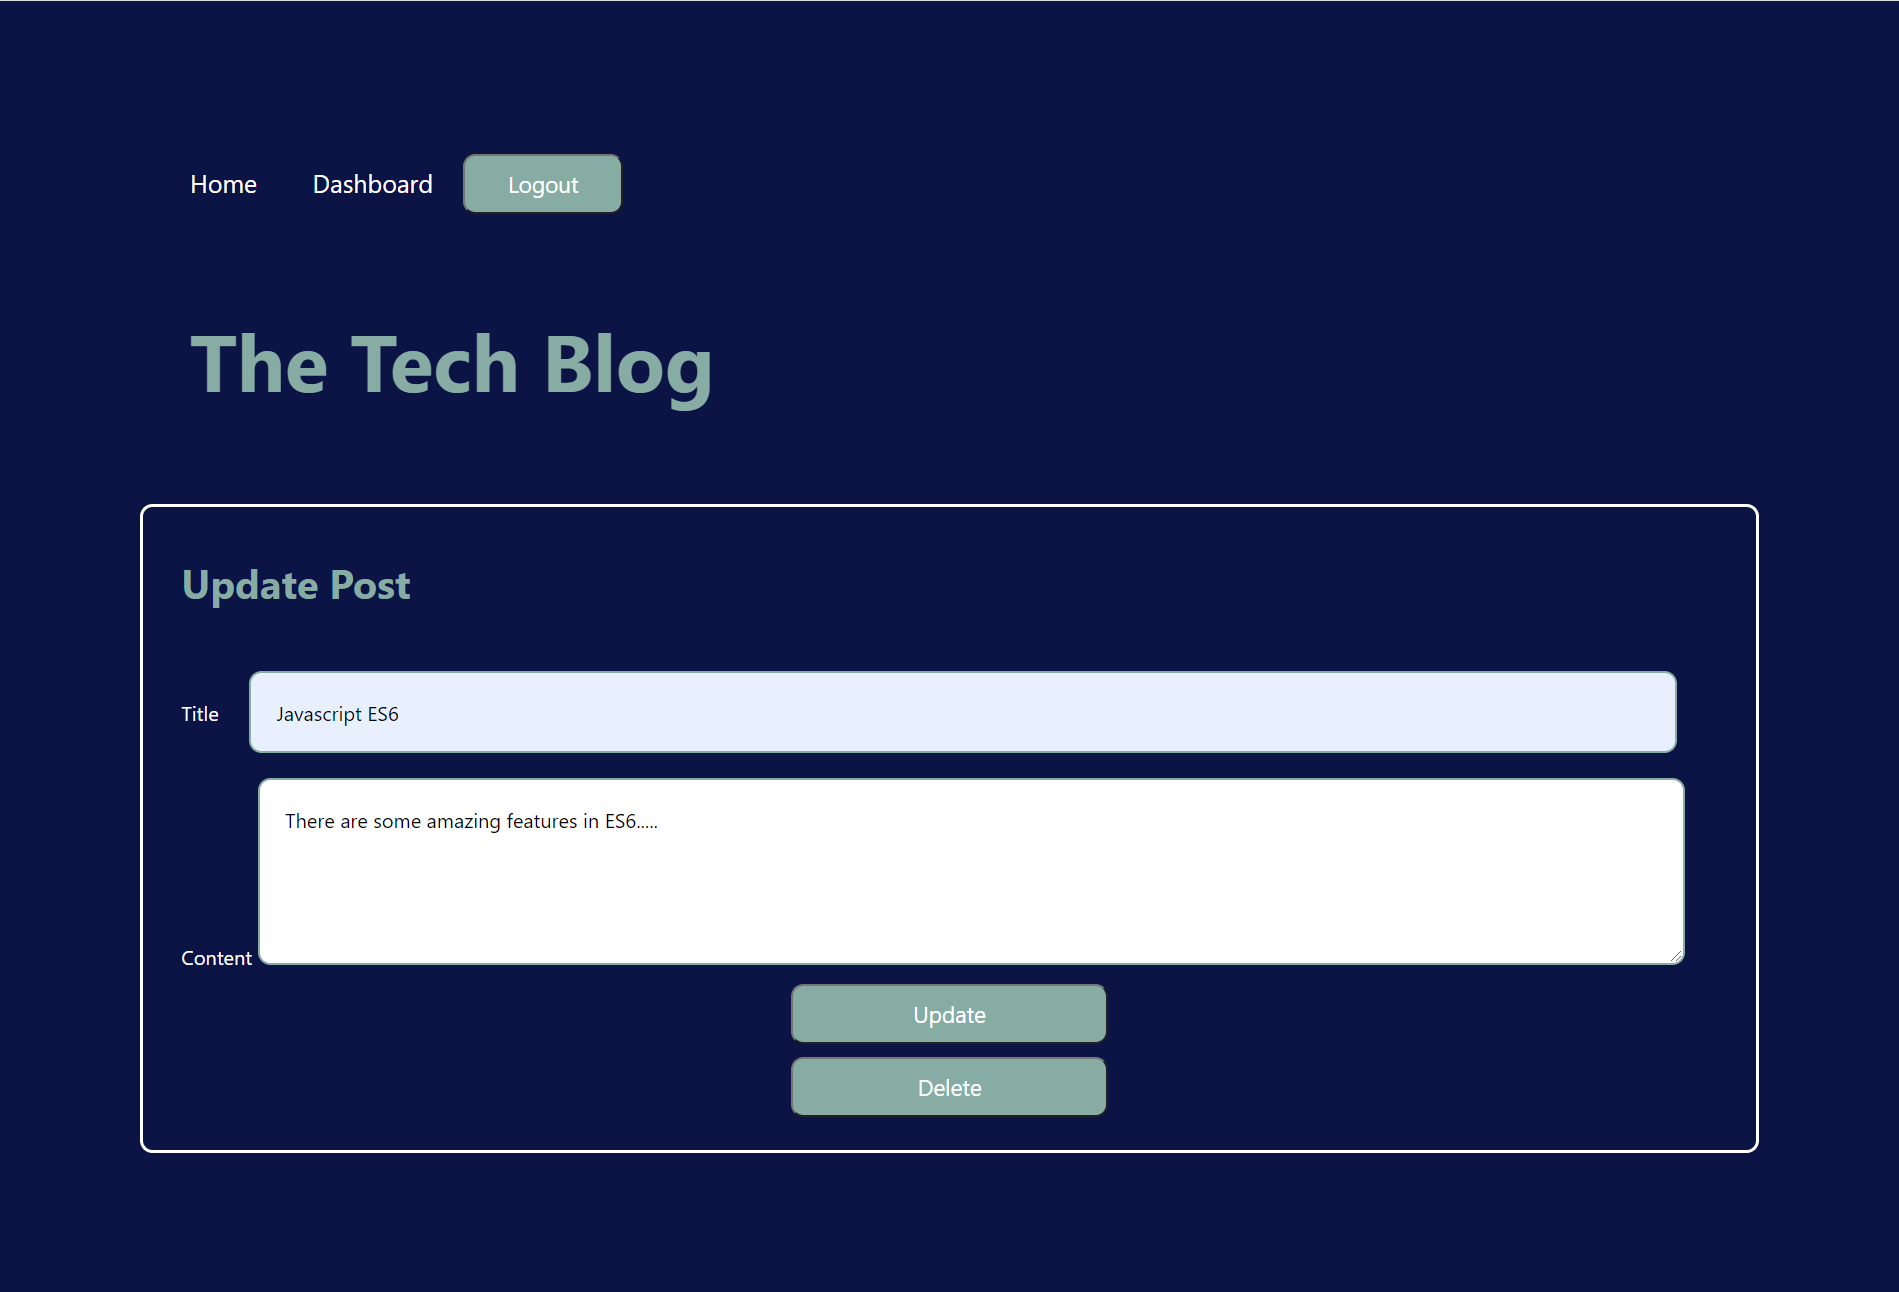 Home Dashboard Logout
The Tech Blog
Update Post
Title Javascript ES6
There are some amazing features in ES6.....
Content
Update
Delete